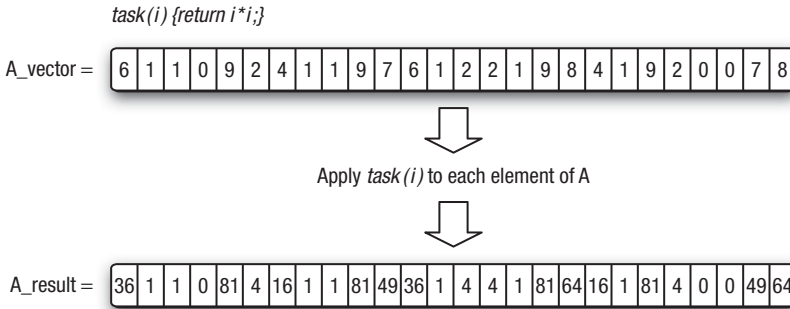 task(i) {return i*i;}
A_vector = 6 1 1 0 9 2 4 1 1 9 7 6 1 2 2 1 9 8 4 1 9 2 0 0 7 8
Apply task(i) to each element of A
A_result = 36 1 1 0 81 4 16 1 1 81 49 36 1 4 4 1 81 64 16 1 81 4 0 0 49 64